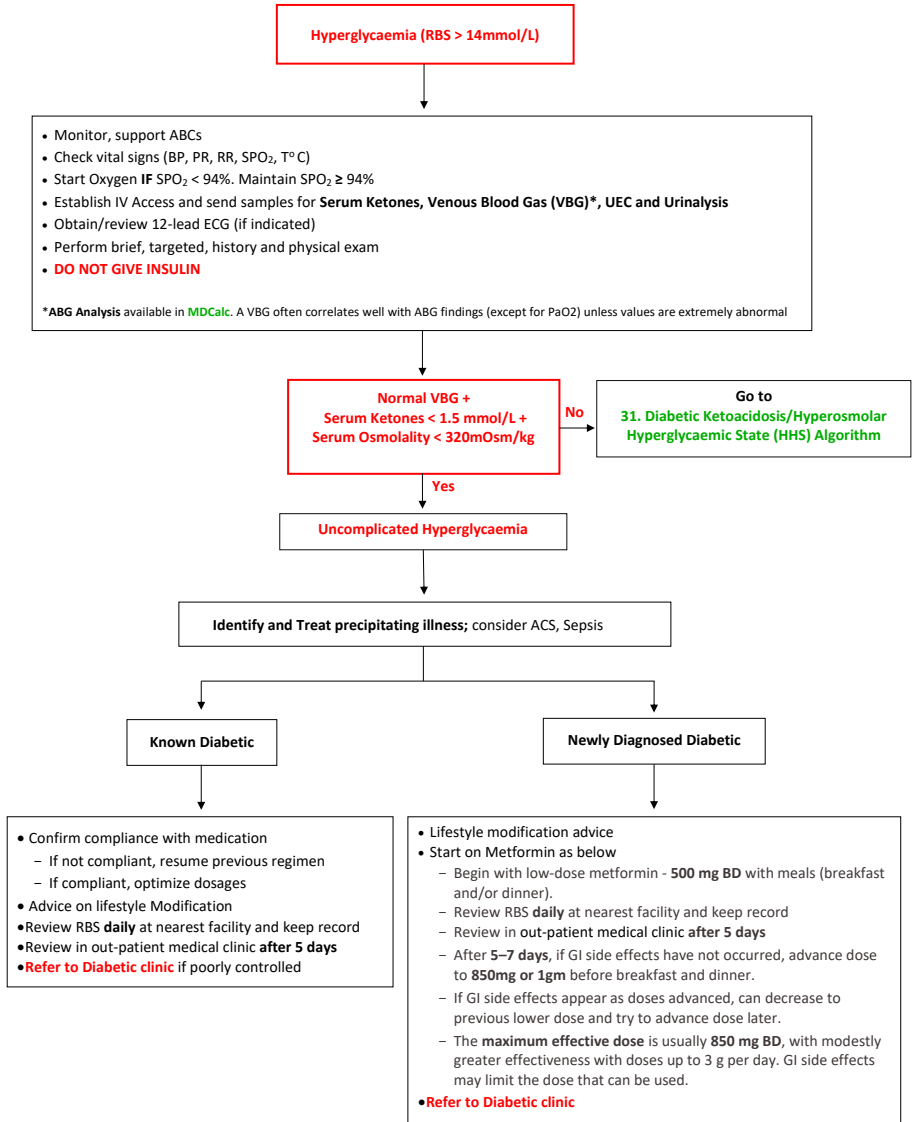 Hyperglycaemia (RBS > 14mmol/L)
• Monitor, support ABCs
• Check vital signs (BP, PR, RR, SPO₂, T° C)
• Start Oxygen IF SPO₂ < 94%. Maintain SPO₂ ≥ 94%
• Establish IV Access and send samples for Serum Ketones, Venous Blood Gas (VBG)*, UEC and Urinalysis
• Obtain/review 12-lead ECG (if indicated)
• Perform brief, targeted, history and physical exam
• DO NOT GIVE INSULIN
*ABG Analysis available in MDCalc. A VBG often correlates well with ABG findings (except for PaO2) unless values are extremely abnormal
Normal VBG +
Serum Ketones < 1.5 mmol/L +
Serum Osmolality < 320mOsm/kg
No
Go to
31. Diabetic Ketoacidosis/Hyperosmolar
Hyperglycaemic State (HHS) Algorithm
Yes
Uncomplicated Hyperglycaemia
Identify and Treat precipitating illness; consider ACS, Sepsis
Known Diabetic
Newly Diagnosed Diabetic
• Confirm compliance with medication
– If not compliant, resume previous regimen
– If compliant, optimize dosages
• Advice on lifestyle Modification
•Review RBS daily at nearest facility and keep record
•Review in out-patient medical clinic after 5 days
•Refer to Diabetic clinic if poorly controlled
• Lifestyle modification advice
• Start on Metformin as below
– Begin with low-dose metformin - 500 mg BD with meals (breakfast
and/or dinner).
– Review RBS daily at nearest facility and keep record
– Review in out-patient medical clinic after 5 days
– After 5–7 days, if GI side effects have not occurred, advance dose
to 850mg or 1gm before breakfast and dinner.
– If GI side effects appear as doses advanced, can decrease to
previous lower dose and try to advance dose later.
– The maximum effective dose is usually 850 mg BD, with modestly
greater effectiveness with doses up to 3 g per day. GI side effects
may limit the dose that can be used.
•Refer to Diabetic clinic